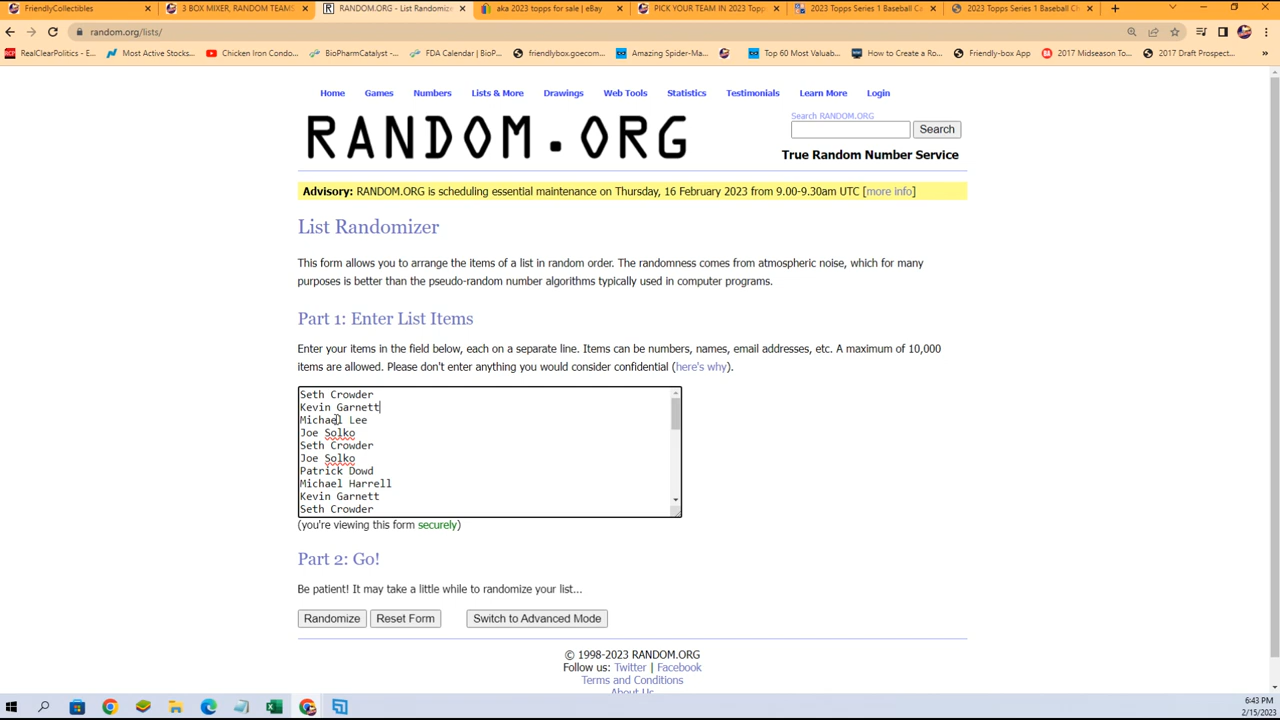 FriendlyCollectibles
3 BOX MIXER, RANDOM TEAMS
RANDOM.ORG - List Randomizer
aka 2023 topps for sale | eBay
PICK YOUR TEAM IN 2023 Topp
2023 Topps Series 1 Baseball C
2023 Topps Series 1 Baseball Ch
random.org/lists/
RealClearPolitics - E...
Most Active Stocks...
Chicken Iron Condo...
BioPharmCatalyst -...
FDA Calendar | BioP...
friendlybox.goecom...
Amazing Spider-Ma...
Top 60 Most Valuab...
How to Create a Ro...
Friendly-box App
2017 Midseason To...
2017 Draft Prospect...
Home Games Numbers Lists & More Drawings Web Tools Statistics Testimonials Learn More Login
Search RANDOM.ORG
RANDOM.ORG
Search
True Random Number Service
Advisory: RANDOM.ORG is scheduling essential maintenance on Thursday, 16 February 2023 from 9.00-9.30am UTC [more info]
List Randomizer
This form allows you to arrange the items of a list in random order. The randomness comes from atmospheric noise, which for many
purposes is better than the pseudo-random number algorithms typically used in computer programs.
Part 1: Enter List Items
Enter your items in the field below, each on a separate line. Items can be numbers, names, email addresses, etc. A maximum of 10,000
items are allowed. Please don't enter anything you would consider confidential (here's why).
Seth Crowder
Kevin Garnett
Michael Lee
Joe Solko
Seth Crowder
Joe Solko
Patrick Dowd
Michael Harrell
Kevin Garnett
Seth Crowder
(you're viewing this form securely)
Part 2: Go!
Be patient! It may take a little while to randomize your list...
Randomize Reset Form Switch to Advanced Mode
© 1998-2023 RANDOM.ORG
Follow us: Twitter | Facebook
Terms and Conditions
About Us
6:43 PM
2/15/2023